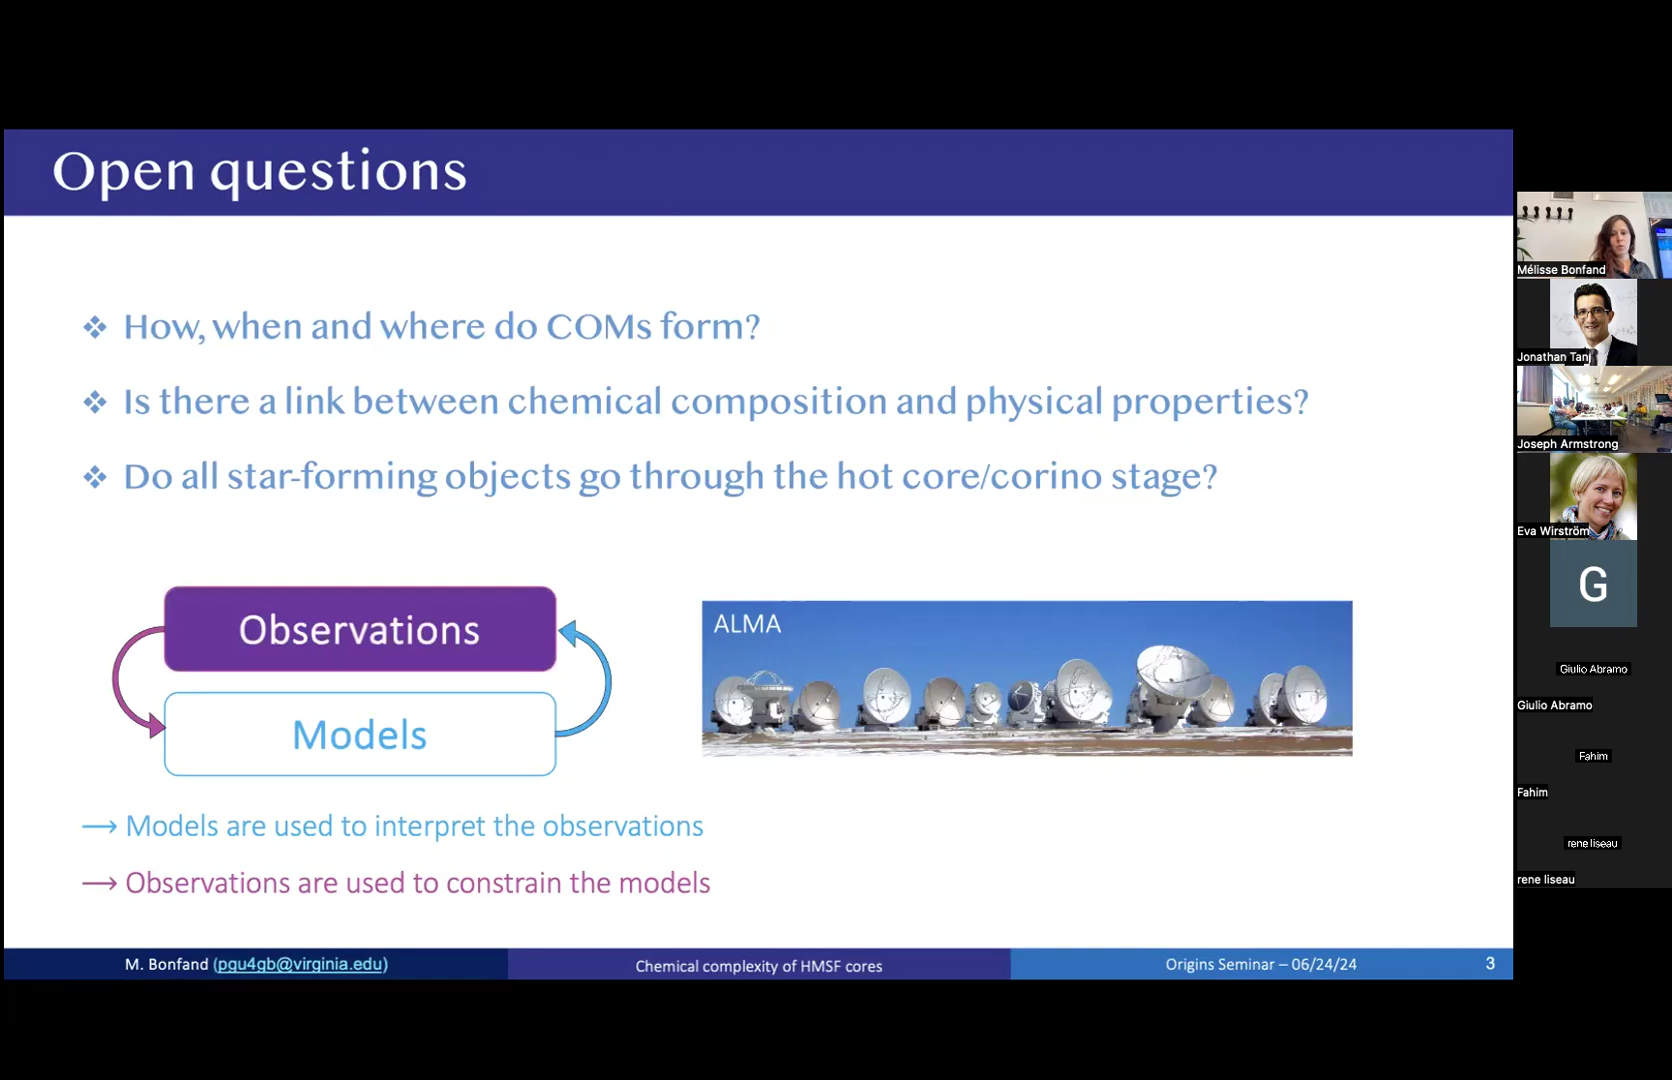 Open questions
❖ How, when and where do COMs form?
❖ Is there a link between chemical composition and physical properties?
❖ Do all star-forming objects go through the hot core/corino stage?
Observations
Models
ALMA
→ Models are used to interpret the observations
→ Observations are used to constrain the models
M. Bonfand (pgu4gb@virginia.edu)
Chemical complexity of HMSF cores
Origins Seminar – 06/24/24
3
Mélisse Bonfand
Jonathan Tan
Joseph Armstrong
Eva Wirström
G
Giulio Abramo
Giulio Abramo
Fahim
Fahim
rene liseau
rene liseau